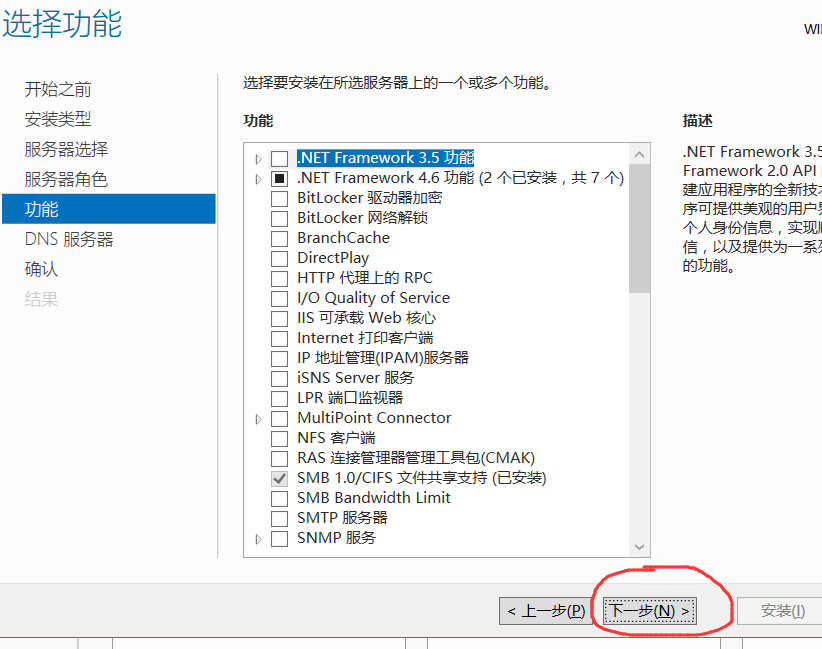 选择功能
WI
开始之前
安装类型
服务器选择
服务器角色
功能
DNS 服务器
确认
结果
选择要安装在所选服务器上的一个或多个功能。
功能
.NET Framework 3.5 功能
.NET Framework 4.6 功能 (2 个已安装，共 7 个)
BitLocker 驱动器加密
BitLocker 网络解锁
BranchCache
DirectPlay
HTTP 代理上的 RPC
I/O Quality of Service
IIS 可承载 Web 核心
Internet 打印客户端
IP 地址管理(IPAM)服务器
iSNS Server 服务
LPR 端口监视器
MultiPoint Connector
NFS 客户端
RAS 连接管理器管理工具包(CMAK)
SMB 1.0/CIFS 文件共享支持 (已安装)
SMB Bandwidth Limit
SMTP 服务器
SNMP 服务
描述
.NET Framework 3.5
Framework 2.0 API
建应用程序的全新技
序可提供美观的用户
个人身份信息，实现
信，以及提供为一系
的功能。
< 上一步(P)
下一步(N) >
安装(I)